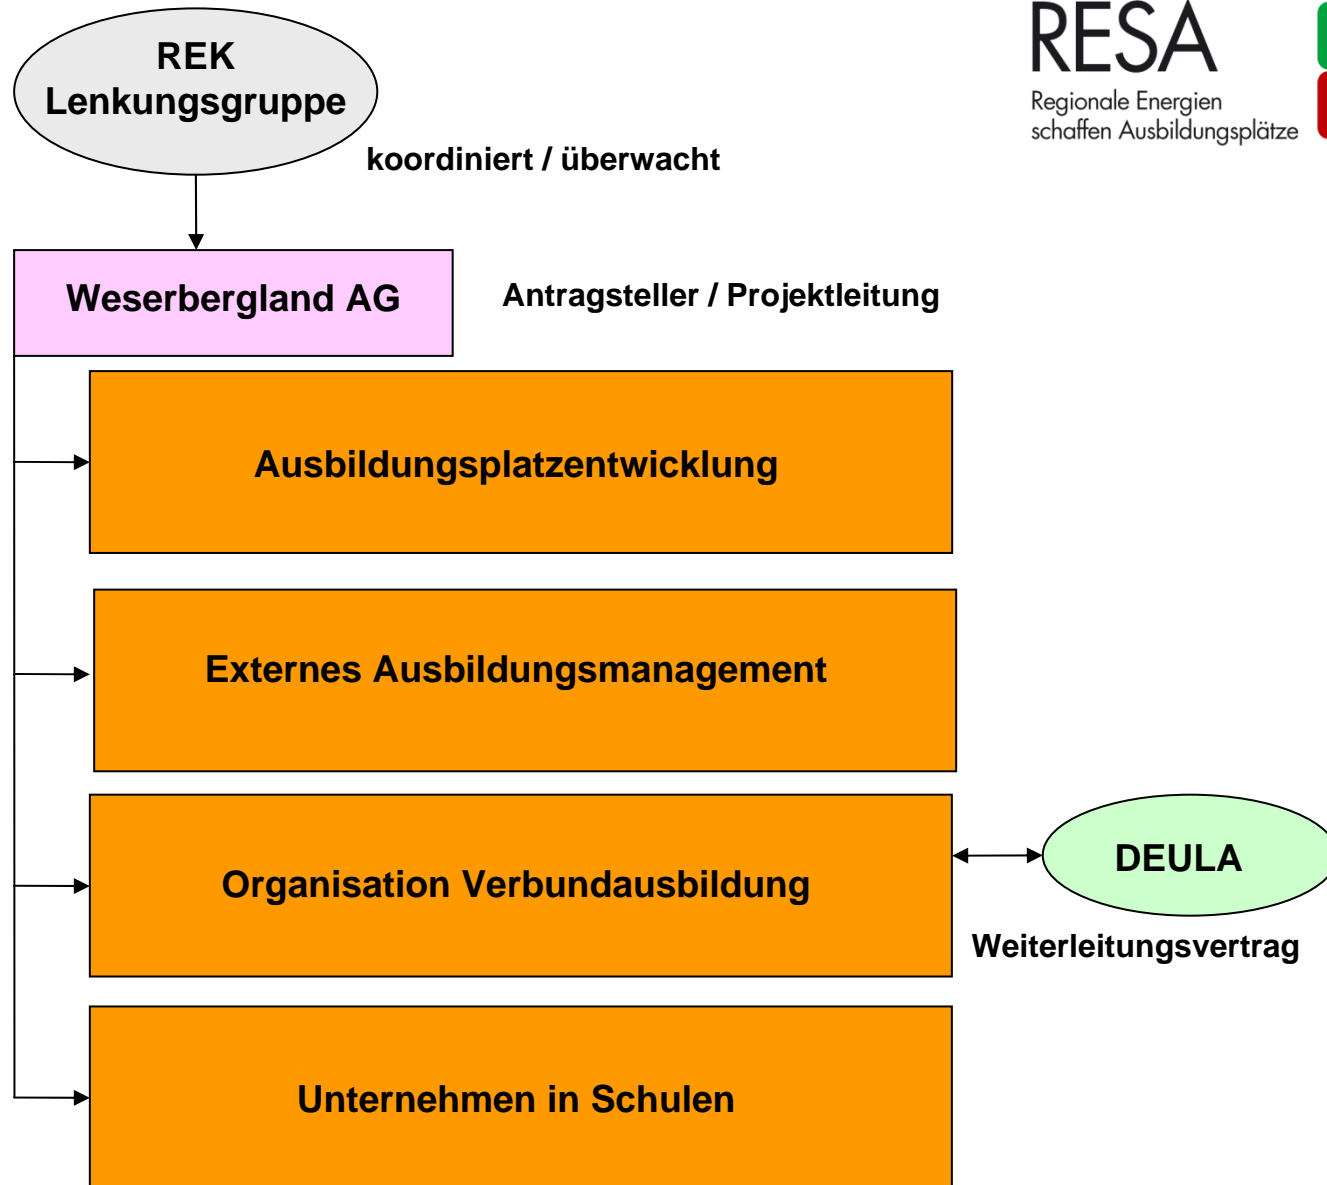 REK
Lenkungsgruppe
RESA
Regionale Energien
schaffen Ausbildungsplätze
koordiniert / überwacht
Weserbergland AG
Antragsteller / Projektleitung
Ausbildungsplatzentwicklung
Externes Ausbildungsmanagement
Organisation Verbundausbildung
DEULA
Weiterleitungsvertrag
Unternehmen in Schulen